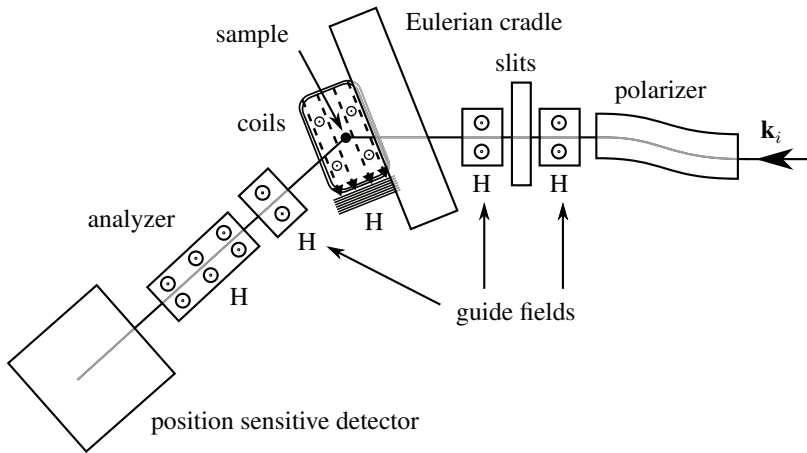 Eulerian cradle
sample
slits
polarizer
coils
k_i
H
H
H
analyzer
H
H
guide fields
position sensitive detector